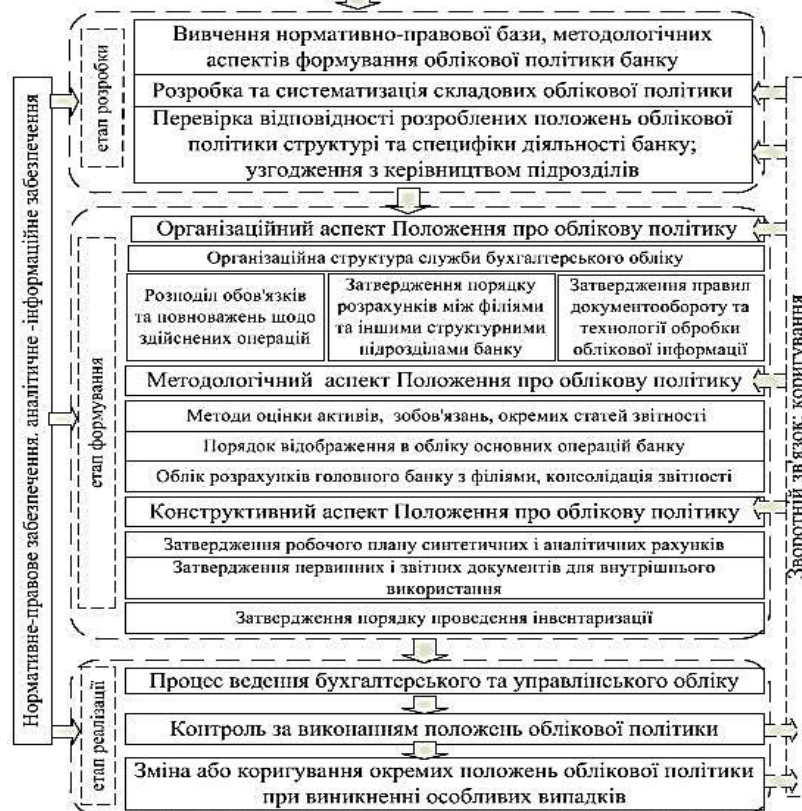 Вивчення нормативно-правової бази, методологічних
аспектів формування облікової політики банку
Розробка та систематизація складових облікової політики
Перевірка відповідності розроблених положень облікової
політики структурі та специфіки діяльності банку;
узгодження з керівництвом підрозділів
етап розробки
Нормативне-правове забезпечення. аналітичне -інформаційне забезпечення
Зворотній зв'язок: коригування
Організаційний аспект Положення про облікову політику
Організаційна структура служби бухгалтерського обліку
Розподіл обов'язків
та повноважень щодо
здійснених операцій
Затвердження порядку
розрахунків між філіями
та іншими структурними
підрозділами банку
Затвердження правил
документообороту та
технології обробки
облікової інформації
етап формування
Методологічний аспект Положення про облікову політику
Методи оцінки активів, зобов'язань, окремих статей звітності
Порядок відображення в обліку основних операцій банку
Облік розрахунків головного банку з філіями, консолідація звітності
Конструктивний аспект Положення про облікову політику
Затвердження робочого плану синтетичних і аналітичних рахунків
Затвердження первинних і звітних документів для внутрішнього
використання
Затвердження порядку проведення інвентаризації
етап реалізації
Процес ведення бухгалтерського та управлінського обліку
Контроль за виконанням положень облікової політики
Зміна або коригування окремих положень облікової політики
при виникненні особливих випадків